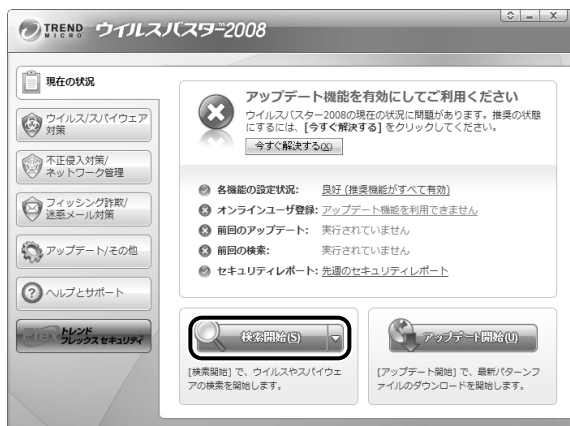 TREND MICRO ウイルスバスター2008
現在の状況
ウイルス/スパイウェア
対策
不正侵入対策/
ネットワーク管理
フィッシング詐欺/
迷惑メール対策
アップデート/その他
ヘルプとサポート
Flex トレンド
フレックス セキュリティ
アップデート機能を
有効にしてご利用ください
ウイルスバスター2008の現在の状況に問題があります。推奨の状態
にするには、[今すぐ解決する] をクリックしてください。
今すぐ解決する(X)
各機能の設定状況: 良好 (推奨機能がすべて有効)
オンラインユーザ登録: アップデート機能を利用できません
前回のアップデート: 実行されていません
前回の検索: 実行されていません
セキュリティレポート: 先週のセキュリティレポート
検索開始(S)
[検索開始] で、ウイルスやスパイウェ
アの検索を開始します。
アップデート開始(U)
[アップデート開始] で、最新パターンフ
ァイルのダウンロードを開始します。